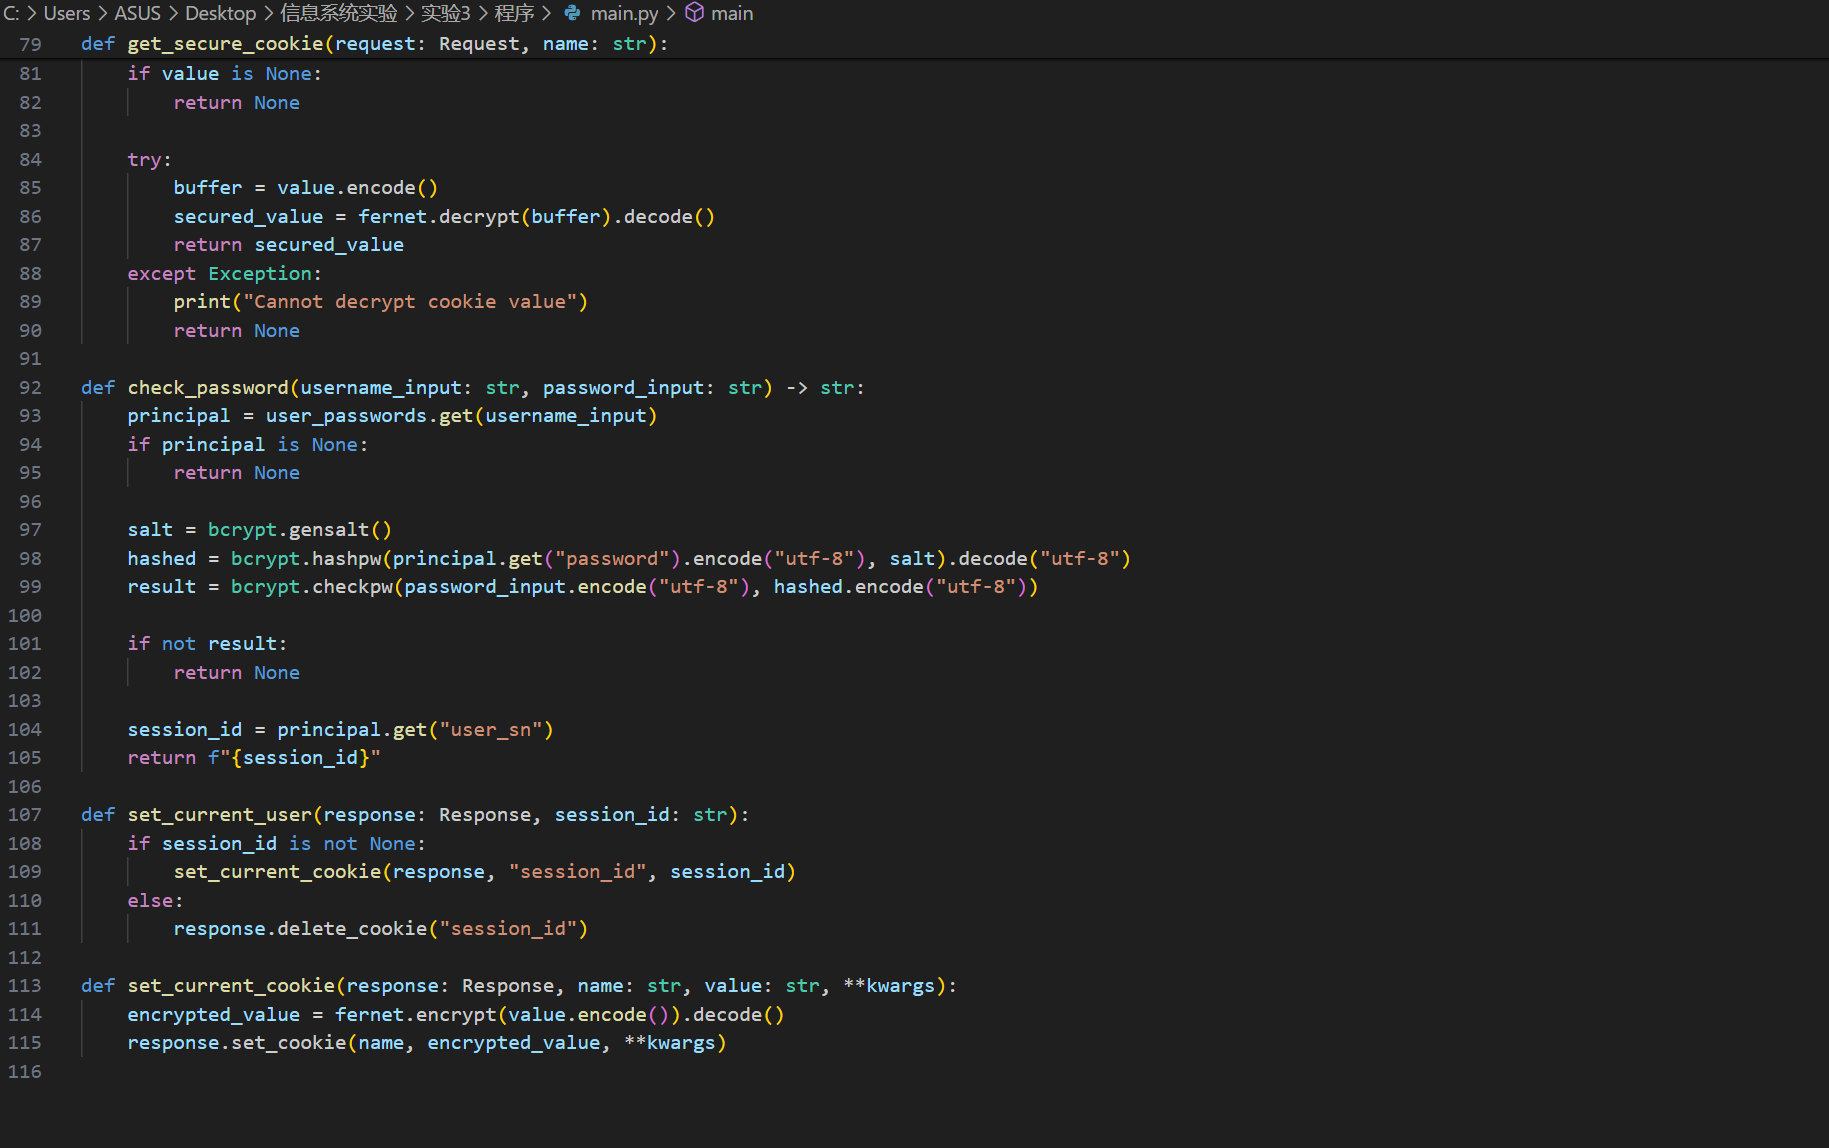 C: > Users > ASUS > Desktop > 信息系统实验 > 实验3 > 程序 > main.py > main
79 def get_secure_cookie(request: Request, name: str):
81     if value is None:
82         return None
83
84     try:
85         buffer = value.encode()
86         secured_value = fernet.decrypt(buffer).decode()
87         return secured_value
88     except Exception:
89         print("Cannot decrypt cookie value")
90         return None
91
92 def check_password(username_input: str, password_input: str) -> str:
93     principal = user_passwords.get(username_input)
94     if principal is None:
95         return None
96
97     salt = bcrypt.gensalt()
98     hashed = bcrypt.hashpw(principal.get("password").encode("utf-8"), salt).decode("utf-8")
99     result = bcrypt.checkpw(password_input.encode("utf-8"), hashed.encode("utf-8"))
100
101     if not result:
102         return None
103
104     session_id = principal.get("user_sn")
105     return f"{session_id}"
106
107 def set_current_user(response: Response, session_id: str):
108     if session_id is not None:
109         set_current_cookie(response, "session_id", session_id)
110     else:
111         response.delete_cookie("session_id")
112
113 def set_current_cookie(response: Response, name: str, value: str, **kwargs):
114     encrypted_value = fernet.encrypt(value.encode()).decode()
115     response.set_cookie(name, encrypted_value, **kwargs)
116